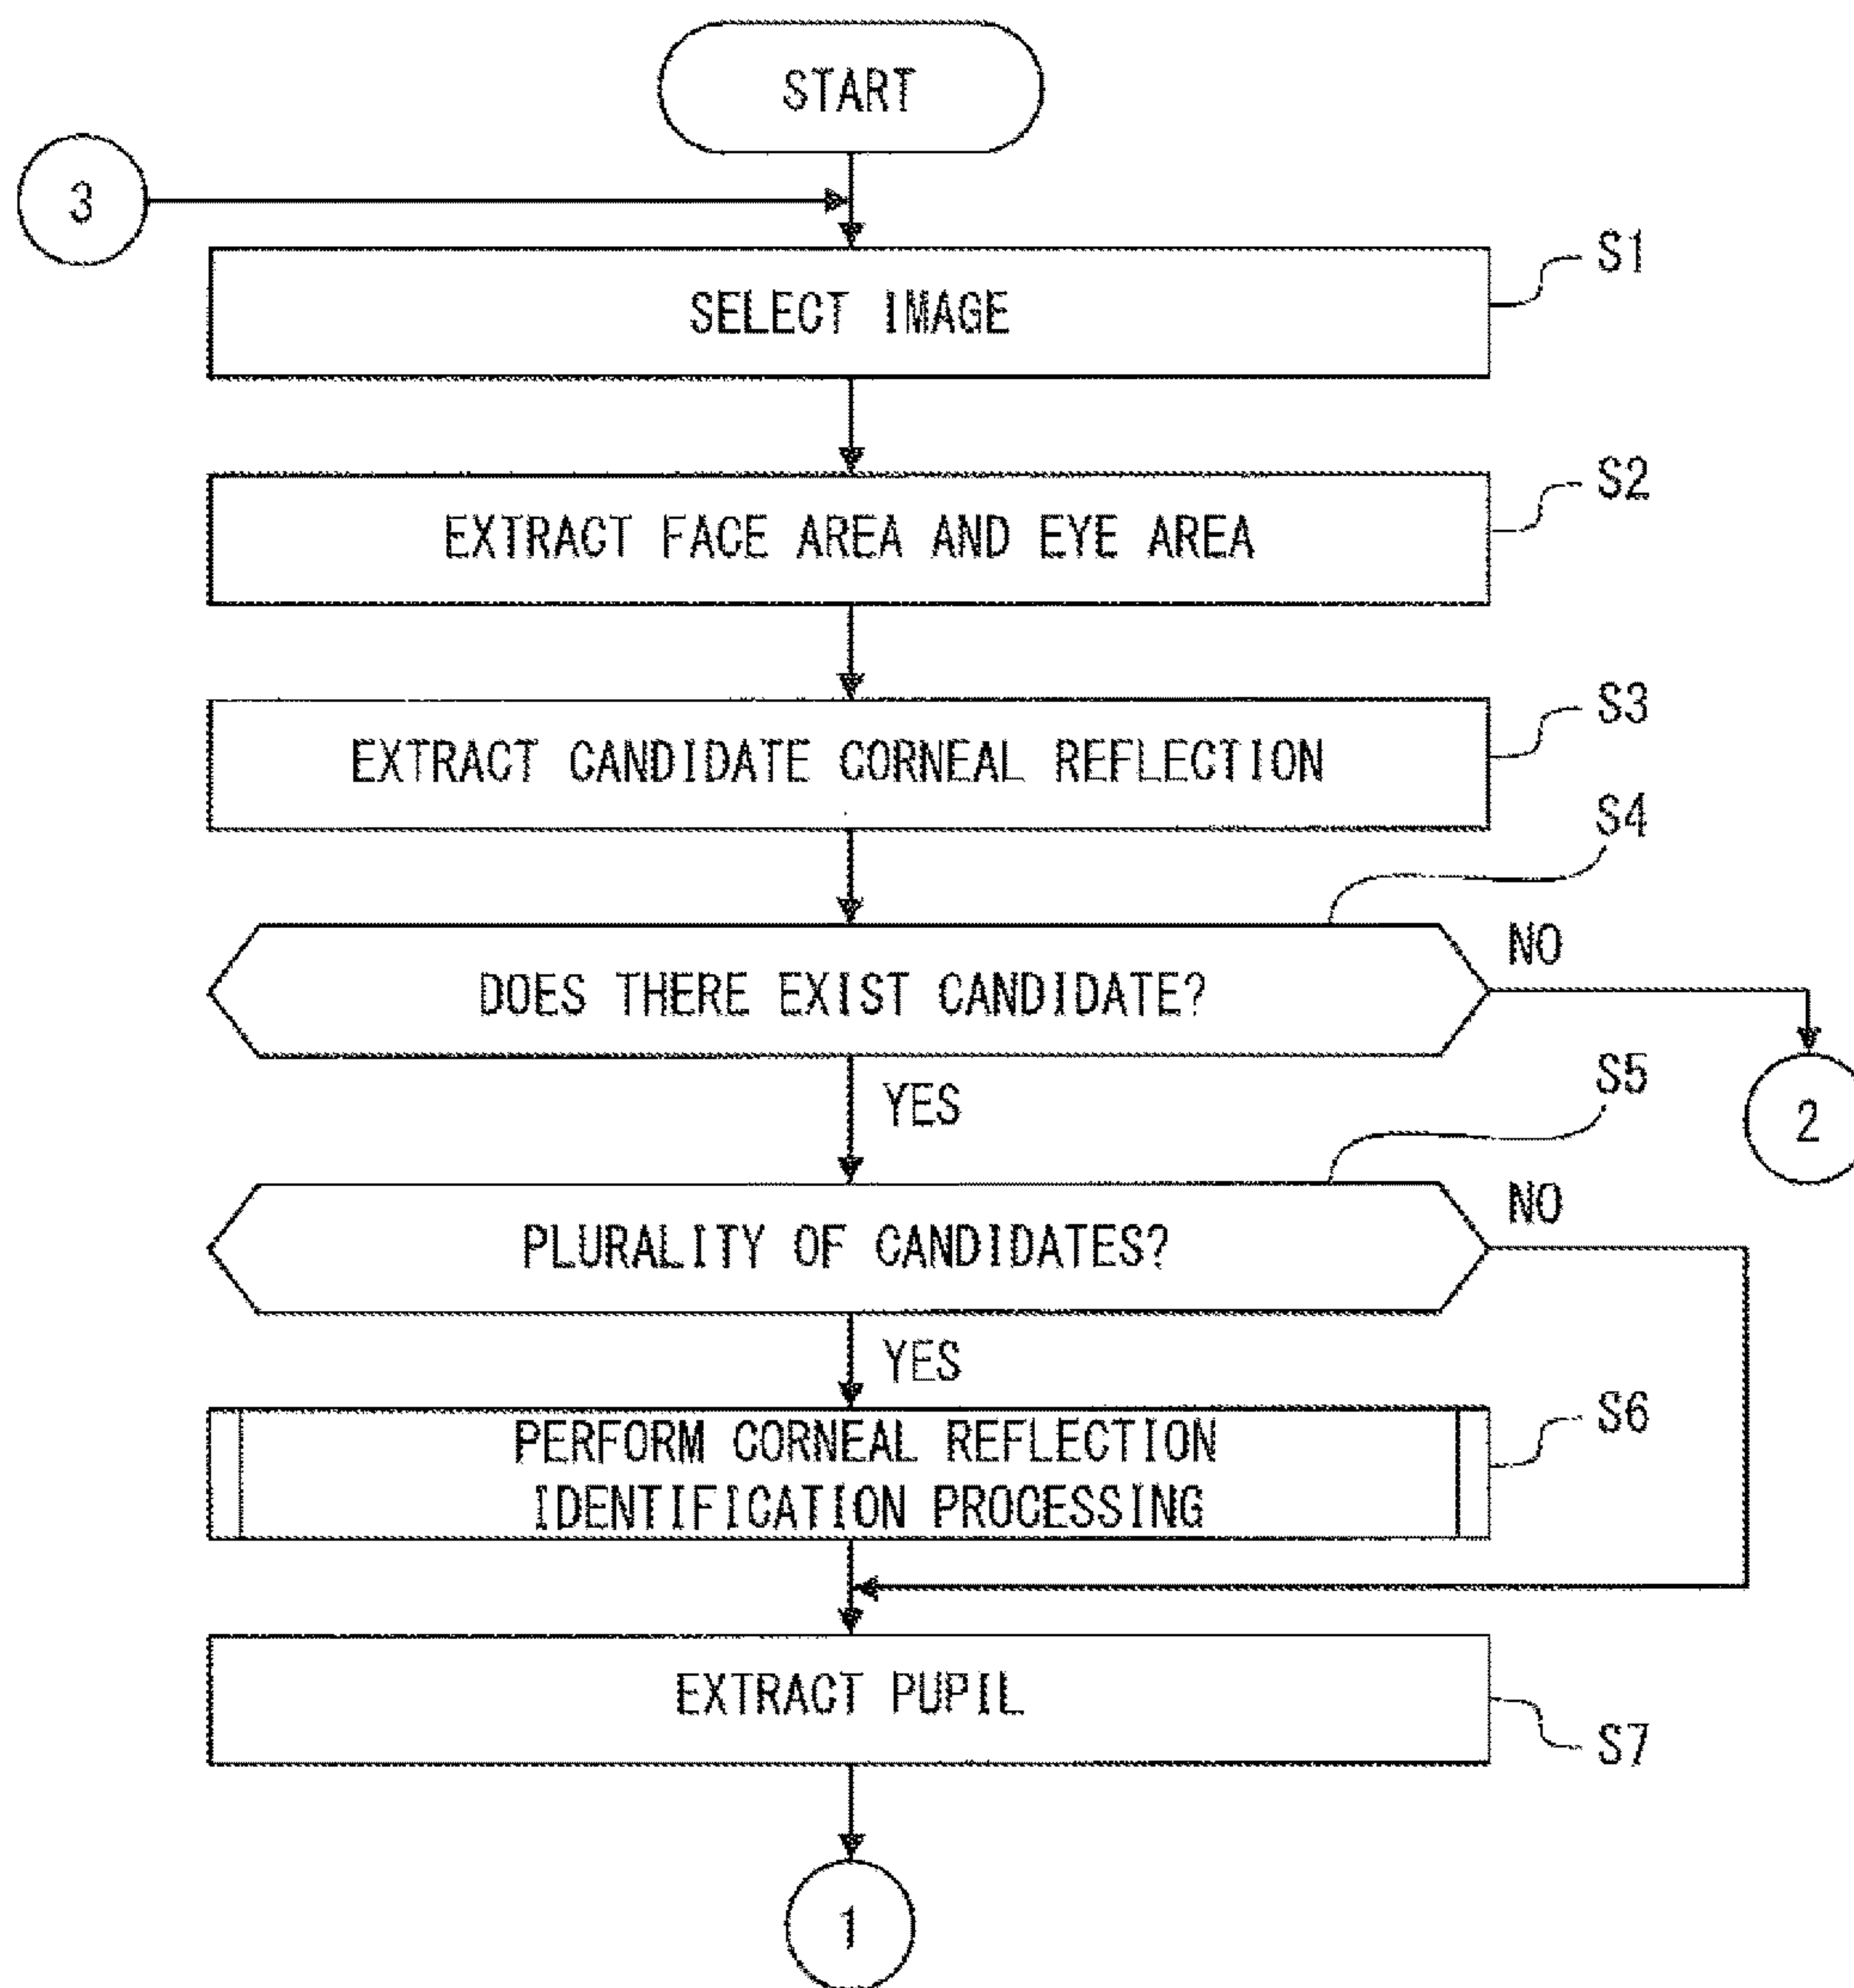 START
3
S1
SELECT IMAGE
S2
EXTRACT FACE AREA AND EYE AREA
S3
EXTRACT CANDIDATE CORNEAL REFLECTION
S4
NO
DOES THERE EXIST CANDIDATE?
YES
2
S5
NO
PLURALITY OF CANDIDATES?
YES
S6
PERFORM CORNEAL REFLECTION
IDENTIFICATION PROCESSING
EXTRACT PUPIL
S7
1